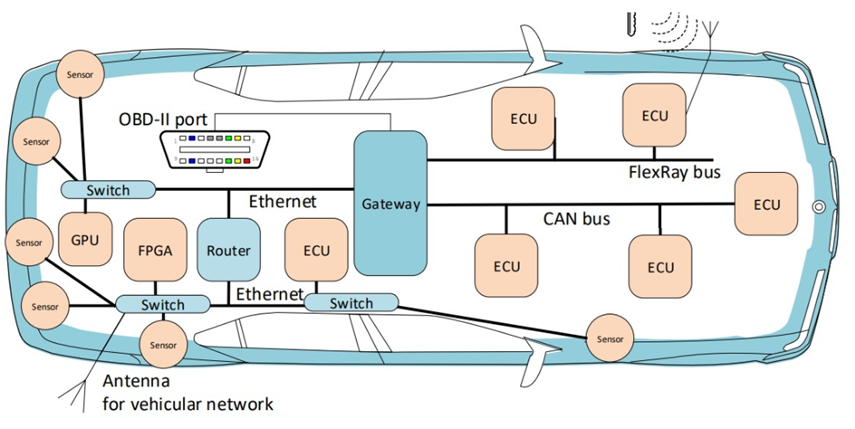 Sensor
OBD-II port
ECU
ECU
Sensor
FlexRay bus
Switch
Ethernet
Gateway
ECU
CAN bus
Sensor
GPU
FPGA
Router
ECU
ECU
ECU
Ethernet
Sensor
Switch
Switch
Sensor
Sensor
Antenna
for vehicular network